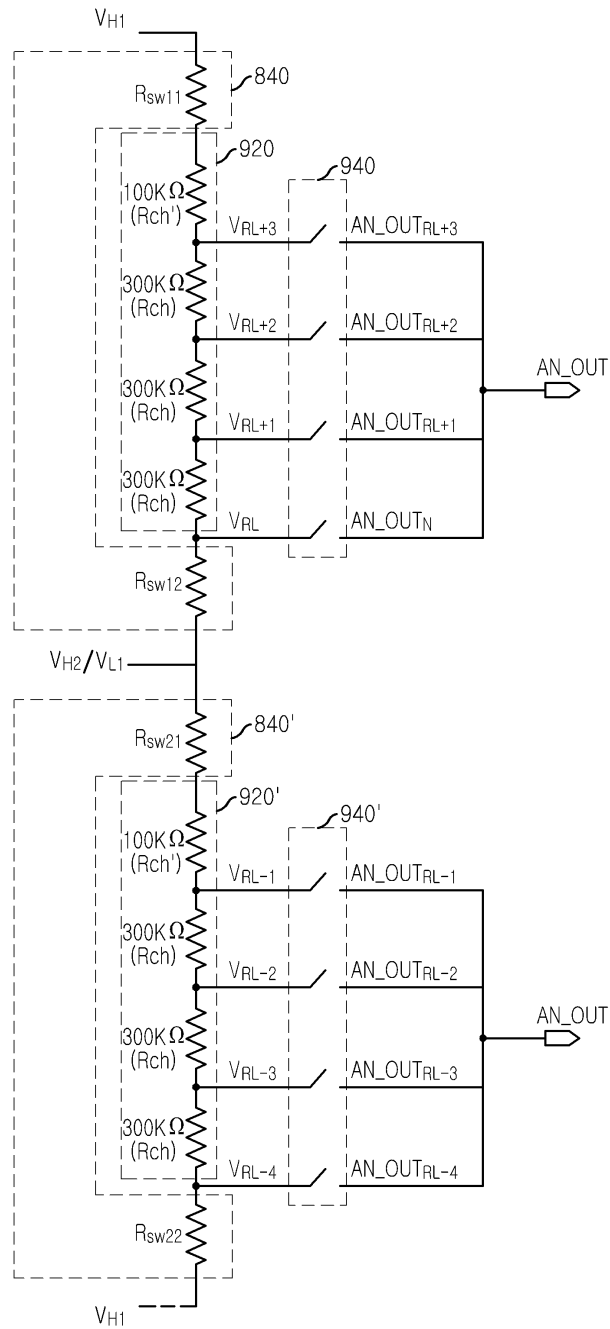 VH1
840
Rsw11
920
940
100KΩ
(Rch')
VRL+3
AN_OUTRL+3
300KΩ
(Rch)
VRL+2
AN_OUTRL+2
AN_OUT
300KΩ
(Rch)
VRL+1
AN_OUTRL+1
300KΩ
(Rch)
VRL
AN_OUTN
Rsw12
VH2/VL1
840'
Rsw21
920'
940'
100KΩ
(Rch')
VRL-1
AN_OUTRL-1
300KΩ
(Rch)
VRL-2
AN_OUTRL-2
AN_OUT
300KΩ
(Rch)
VRL-3
AN_OUTRL-3
300KΩ
(Rch)
VRL-4
AN_OUTRL-4
Rsw22
VH1